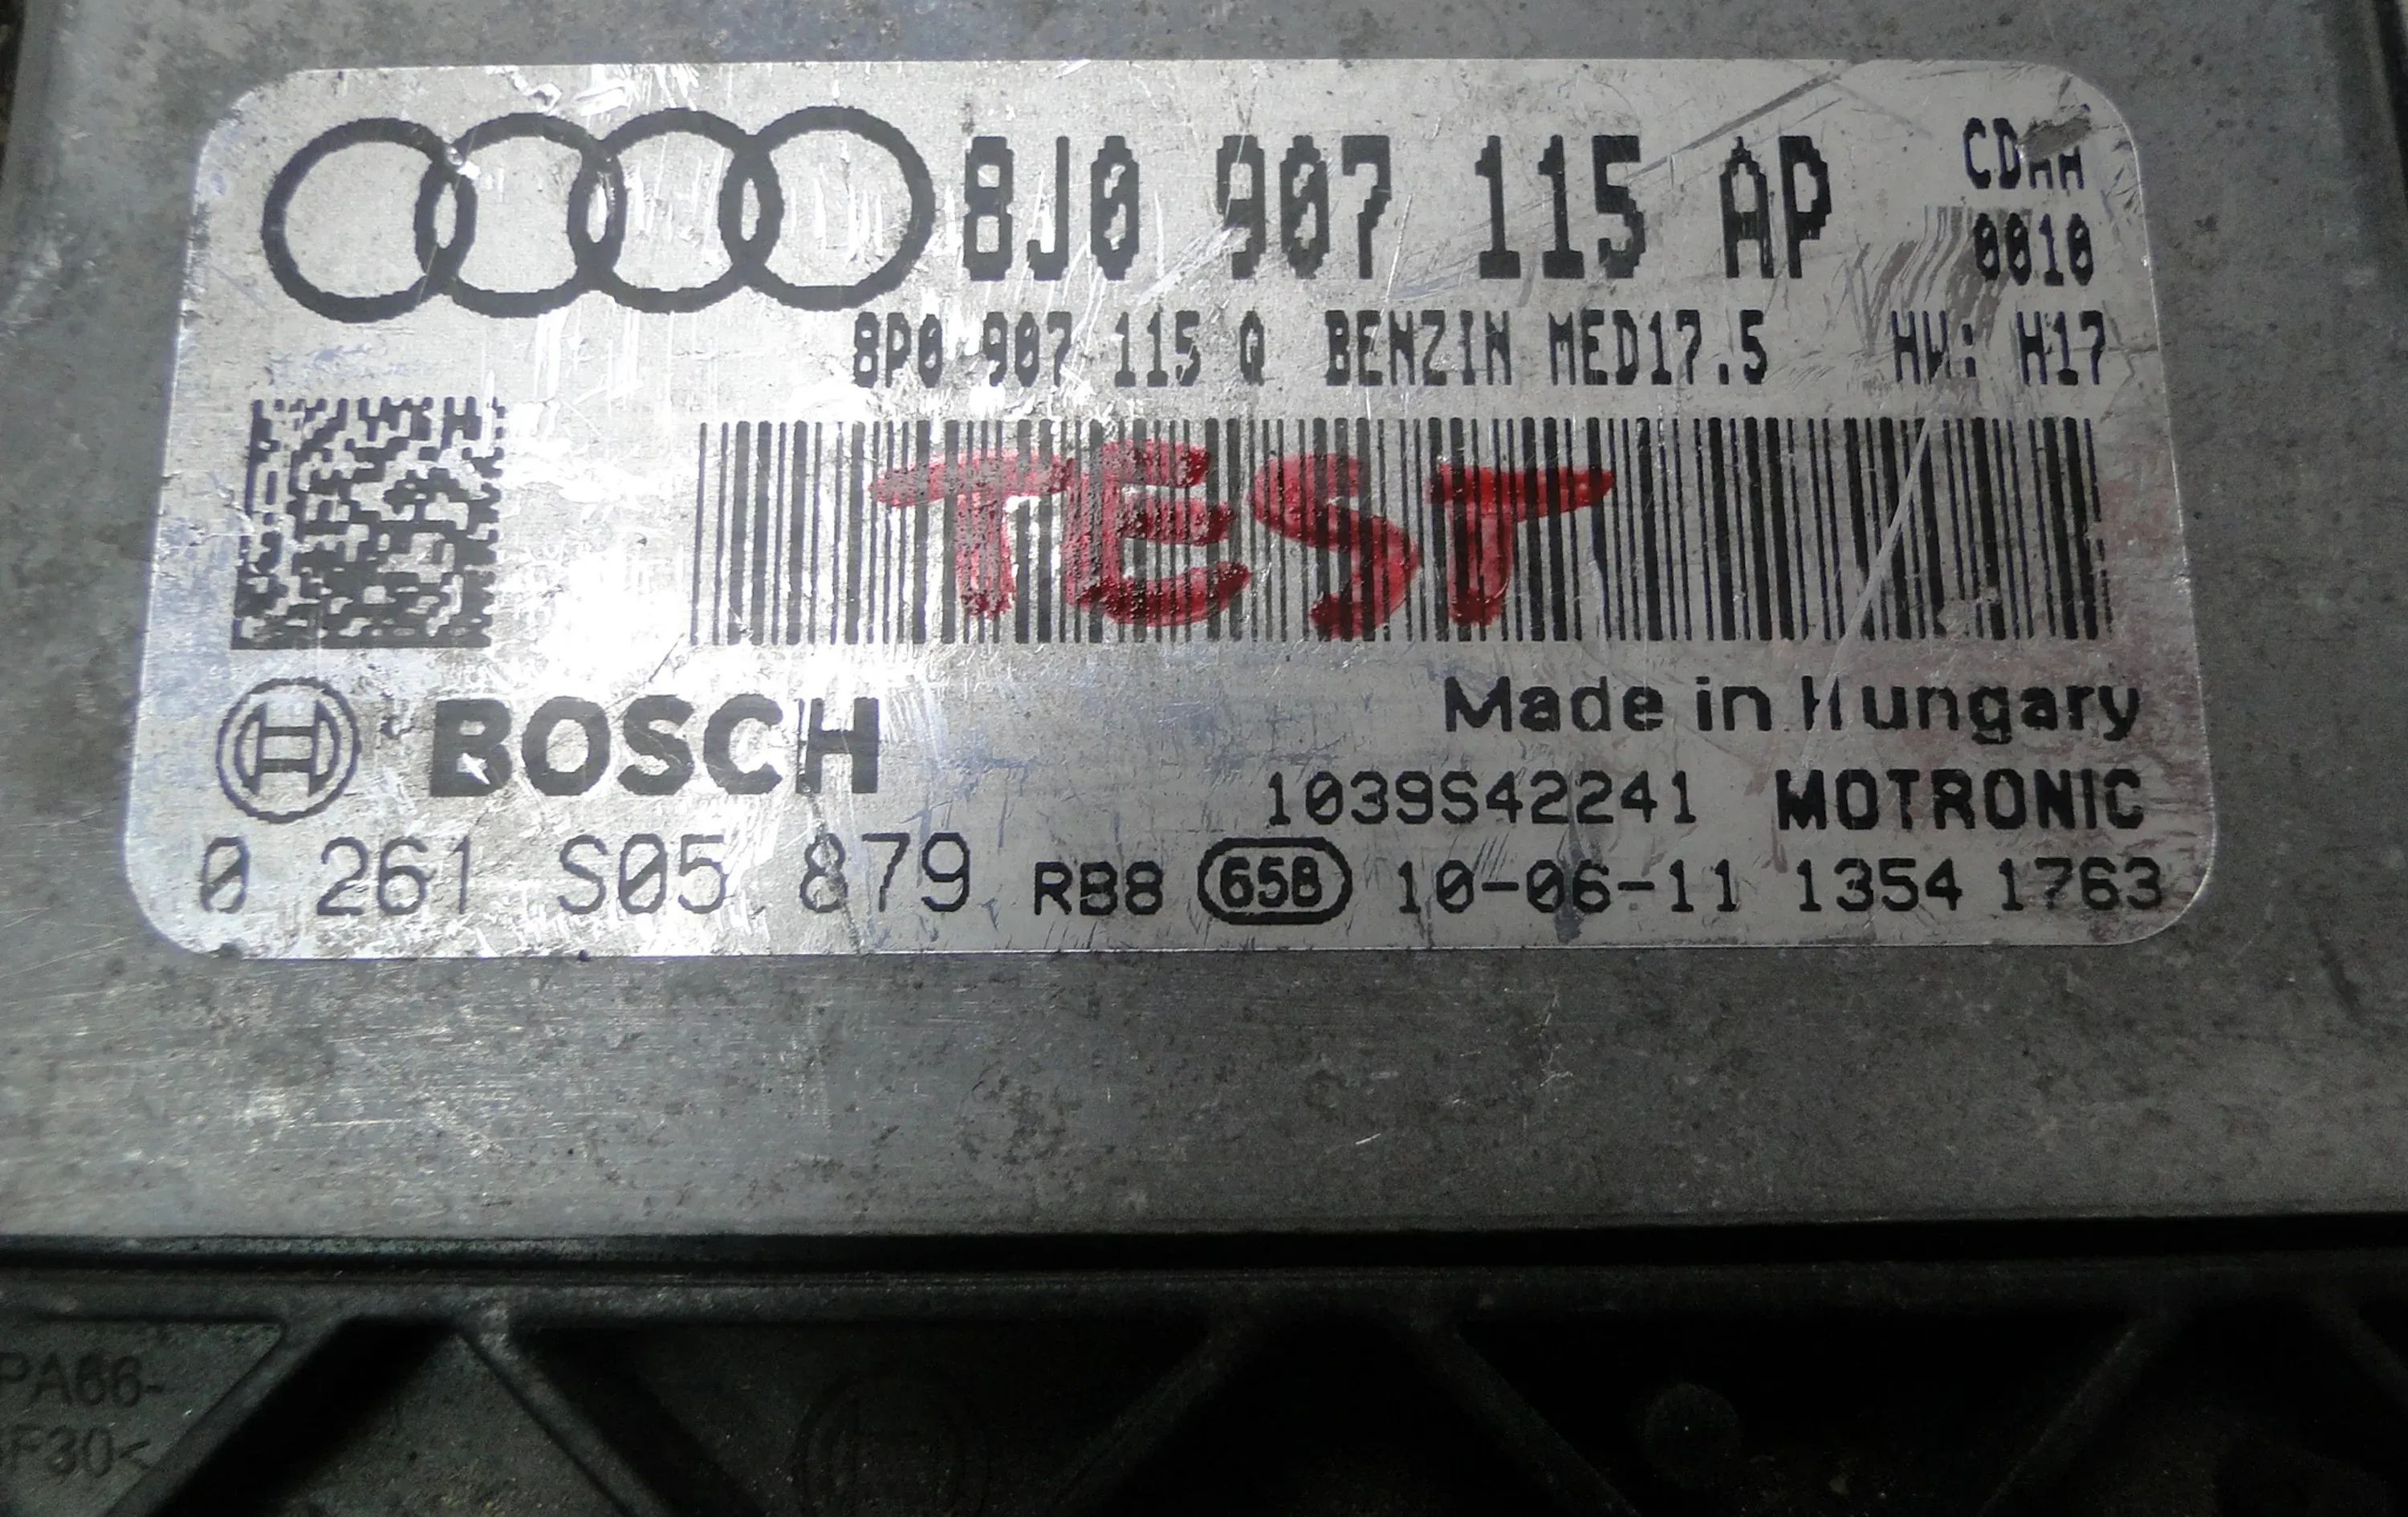 8J0 907 115 AP
CDAA
0010
8P0 907 115 Q BENZIN MED17.5 HW: H17
TEST
BOSCH
Made in Hungary
1039S42241 MOTRONIC
0 261 S05 879 RB8 65B 10-06-11 1354 1763
PA66-
F30<